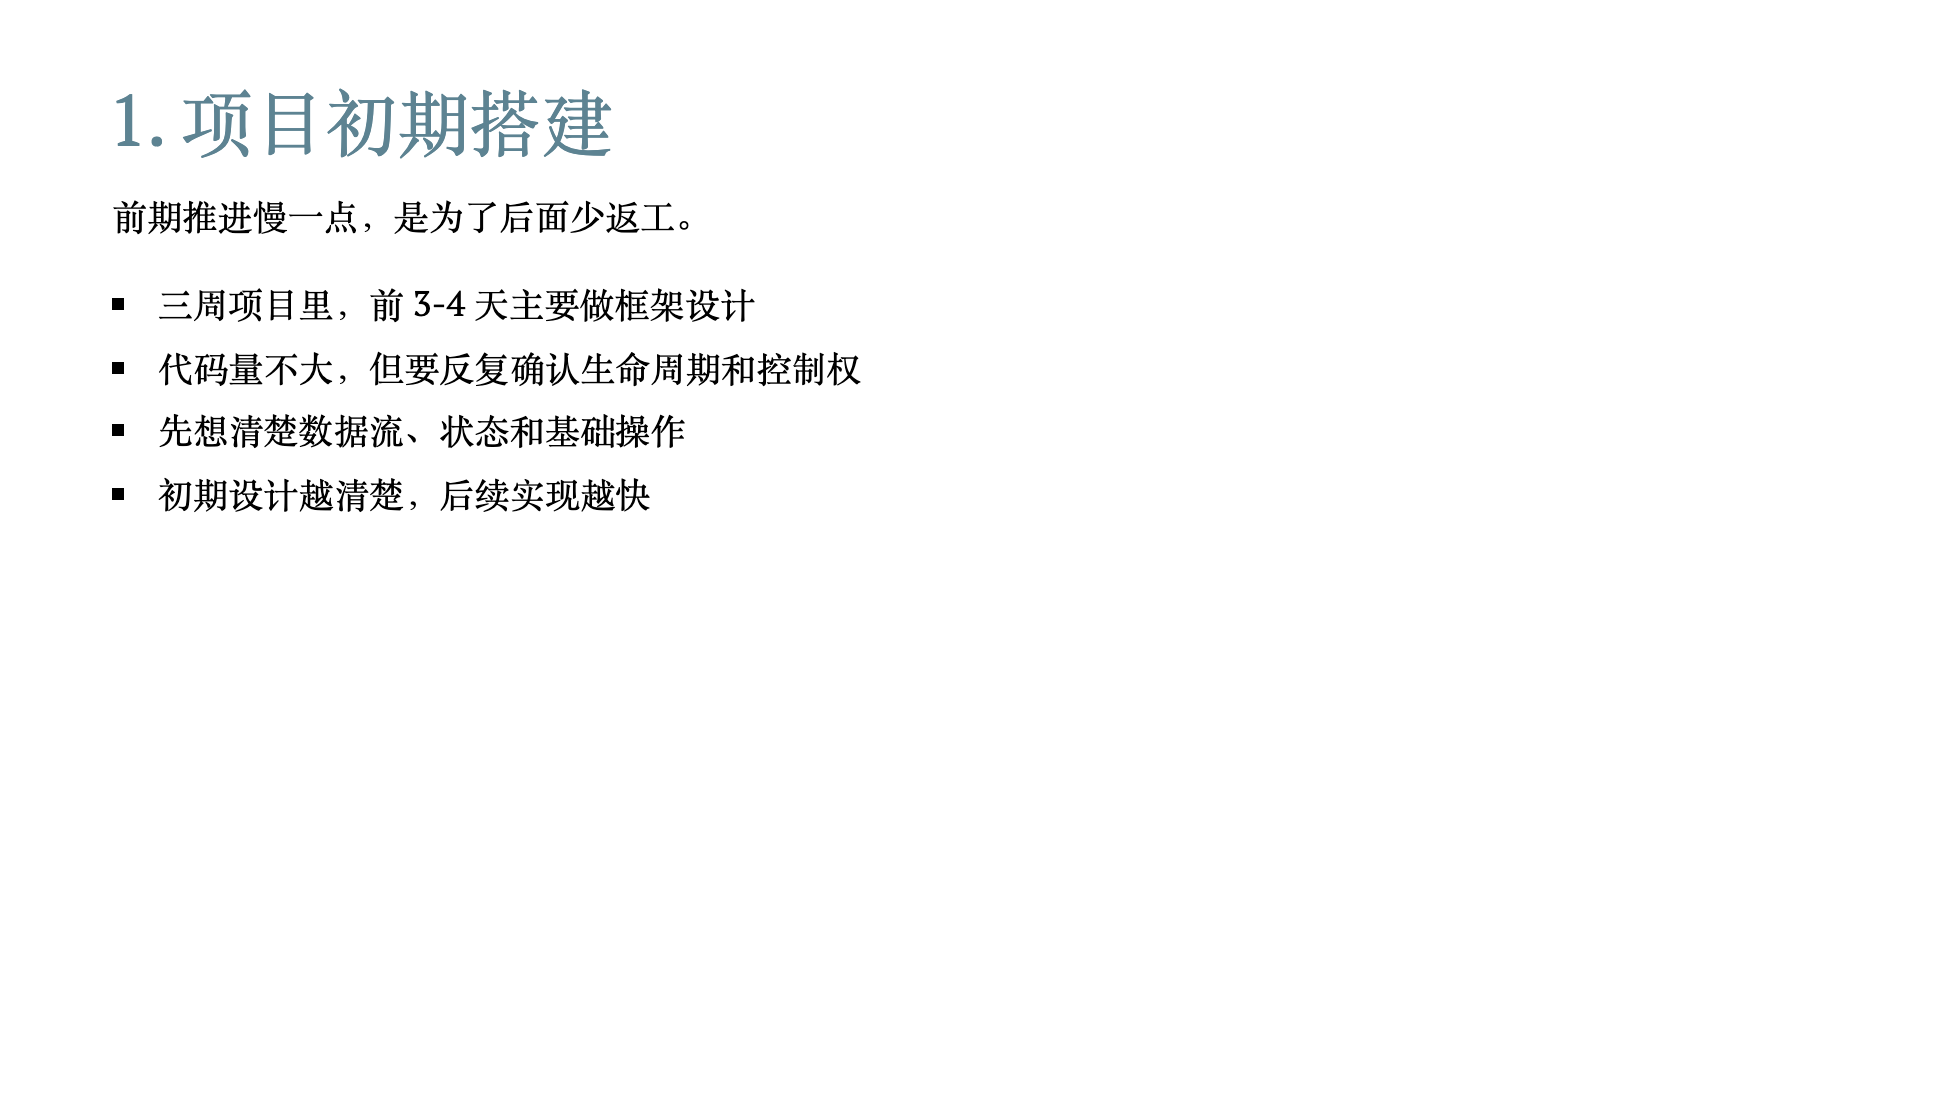 1. 项目初期搭建
前期推进慢一点，是为了后面少返工。
▪ 三周项目里，前 3-4 天主要做框架设计
▪ 代码量不大，但要反复确认生命周期和控制权
▪ 先想清楚数据流、状态和基础操作
▪ 初期设计越清楚，后续实现越快